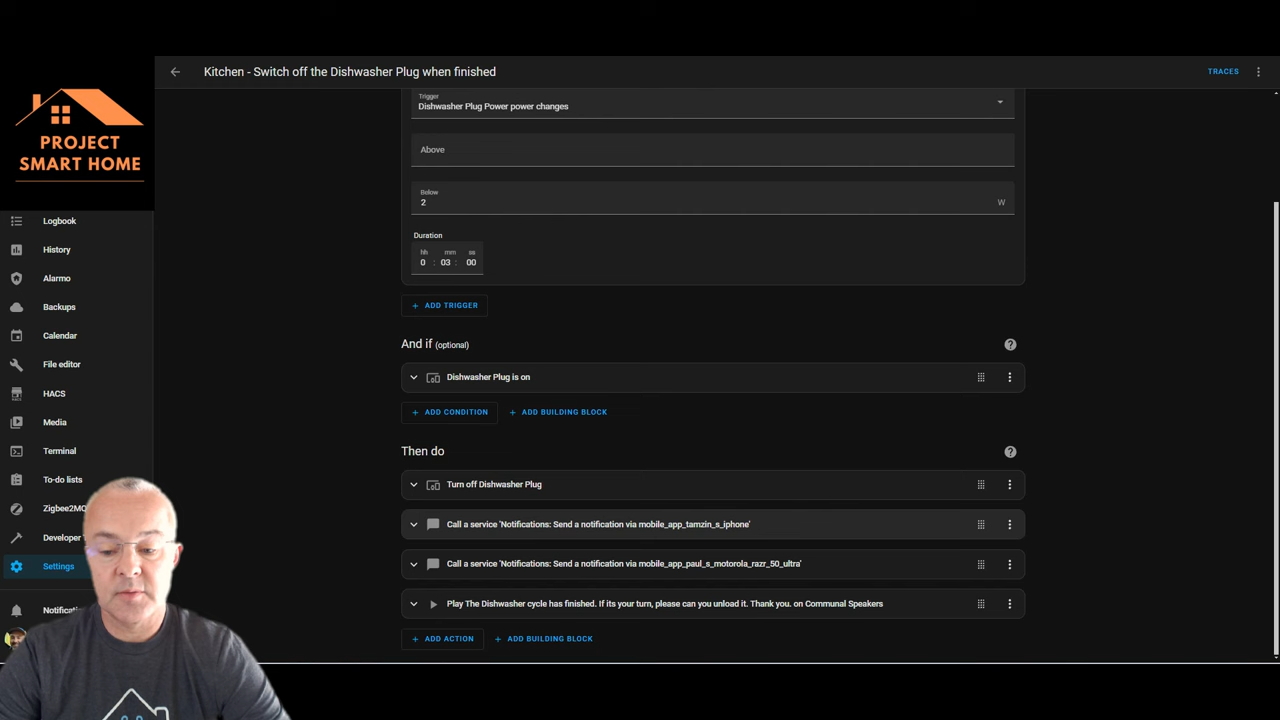 Kitchen - Switch off the Dishwasher Plug when finished
TRACES
PROJECT
SMART HOME
Logbook
History
Alarmo
Backups
Calendar
File editor
HACS
Media
Terminal
To-do lists
Zigbee2MQ
Developer
Settings
Notificati
Trigger
Dishwasher Plug Power power changes
Above
Below
2
W
Duration
hh mm ss
0 : 03 : 00
ADD TRIGGER
And if (optional)
Dishwasher Plug is on
ADD CONDITION
ADD BUILDING BLOCK
Then do
Turn off Dishwasher Plug
Call a service 'Notifications: Send a notification via mobile_app_tamzin_s_iphone'
Call a service 'Notifications: Send a notification via mobile_app_paul_s_motorola_razr_50_ultra'
Play The Dishwasher cycle has finished. If its your turn, please can you unload it. Thank you. on Communal Speakers
ADD ACTION
ADD BUILDING BLOCK